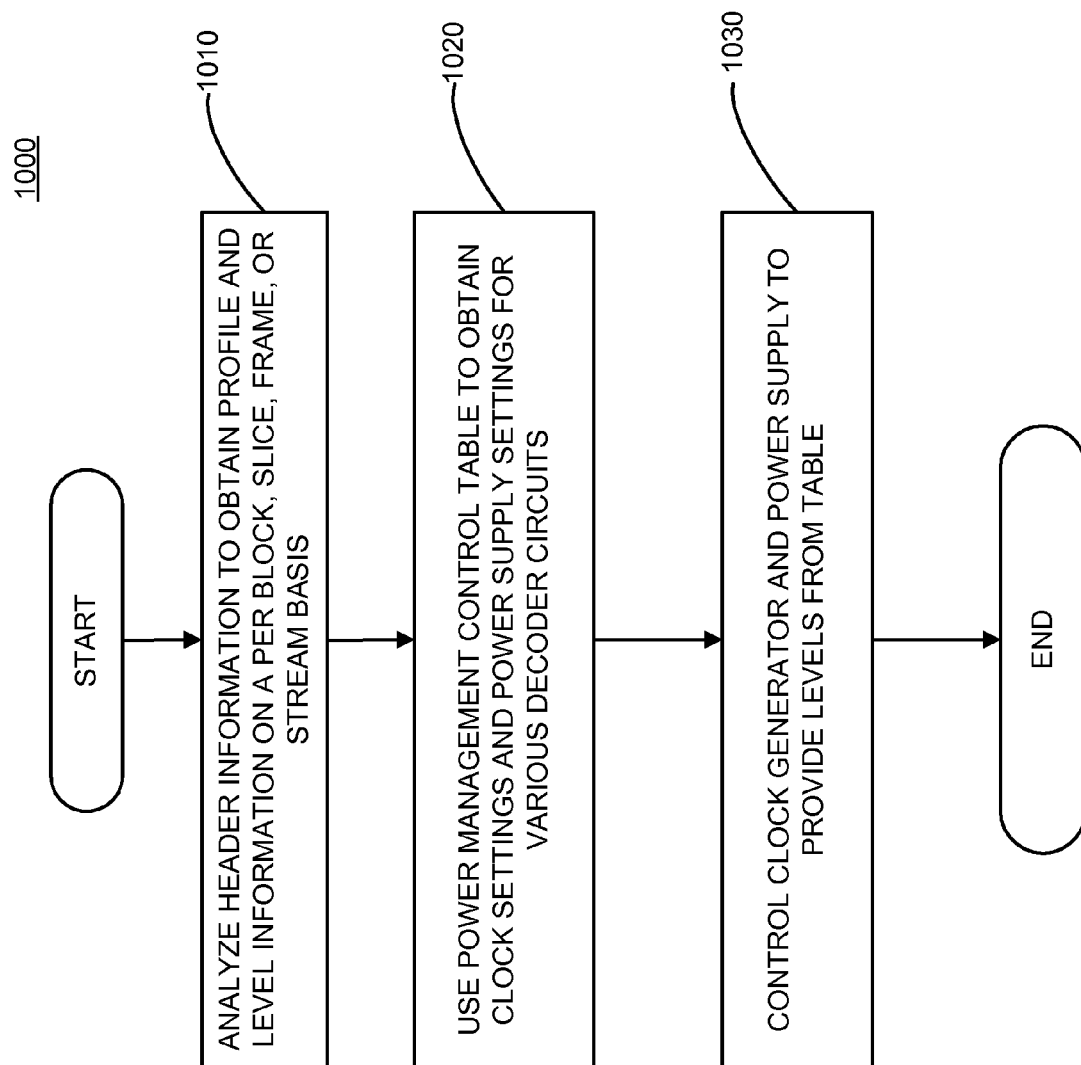 1000
START
ANALYZE HEADER INFORMATION TO OBTAIN PROFILE AND
LEVEL INFORMATION ON A PER BLOCK, SLICE, FRAME, OR
STREAM BASIS
1010
USE POWER MANAGEMENT CONTROL TABLE TO OBTAIN
CLOCK SETTINGS AND POWER SUPPLY SETTINGS FOR
VARIOUS DECODER CIRCUITS
1020
CONTROL CLOCK GENERATOR AND POWER SUPPLY TO
PROVIDE LEVELS FROM TABLE
1030
END